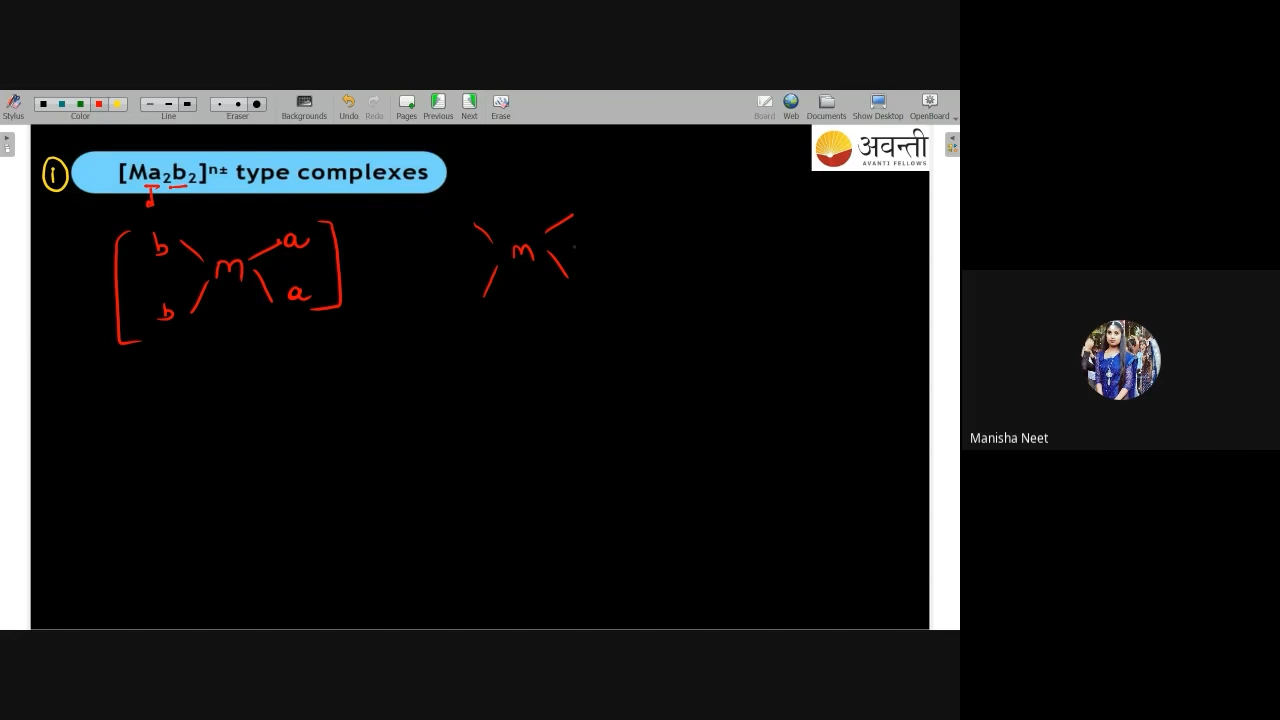 Stylus Color Line Eraser Backgrounds Undo Redo Pages Previous Next Erase Board Web Documents Show Desktop OpenBoard
अवन्ती
AVANTI FELLOWS
① [Ma₂b₂]ⁿ± type complexes
b M a
b a
M
Manisha Neet